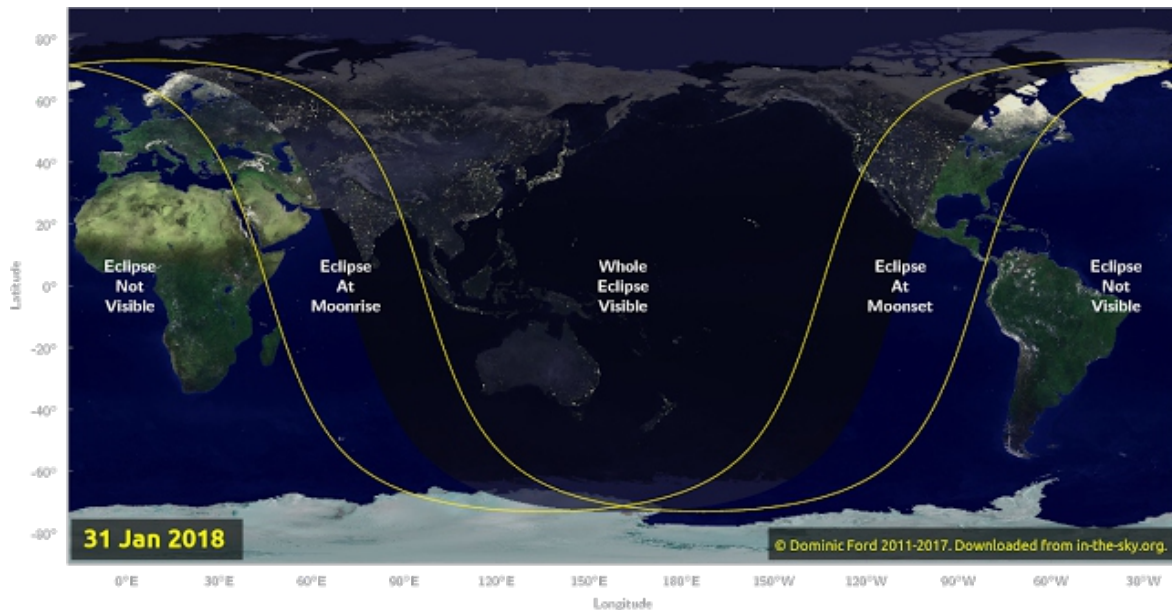 80°
60°
40°
20°
0°
-20°
-40°
-60°
-80°
Latitude
Eclipse
Not
Visible
Eclipse
At
Moonrise
Whole
Eclipse
Visible
Eclipse
At
Moonset
Eclipse
Not
Visible
31 Jan 2018
© Dominic Ford 2011-2017. Downloaded from in-the-sky.org.
0°E 30°E 60°E 90°E 120°E 150°E 180°E 150°W 120°W 90°W 60°W 30°W
Longitude